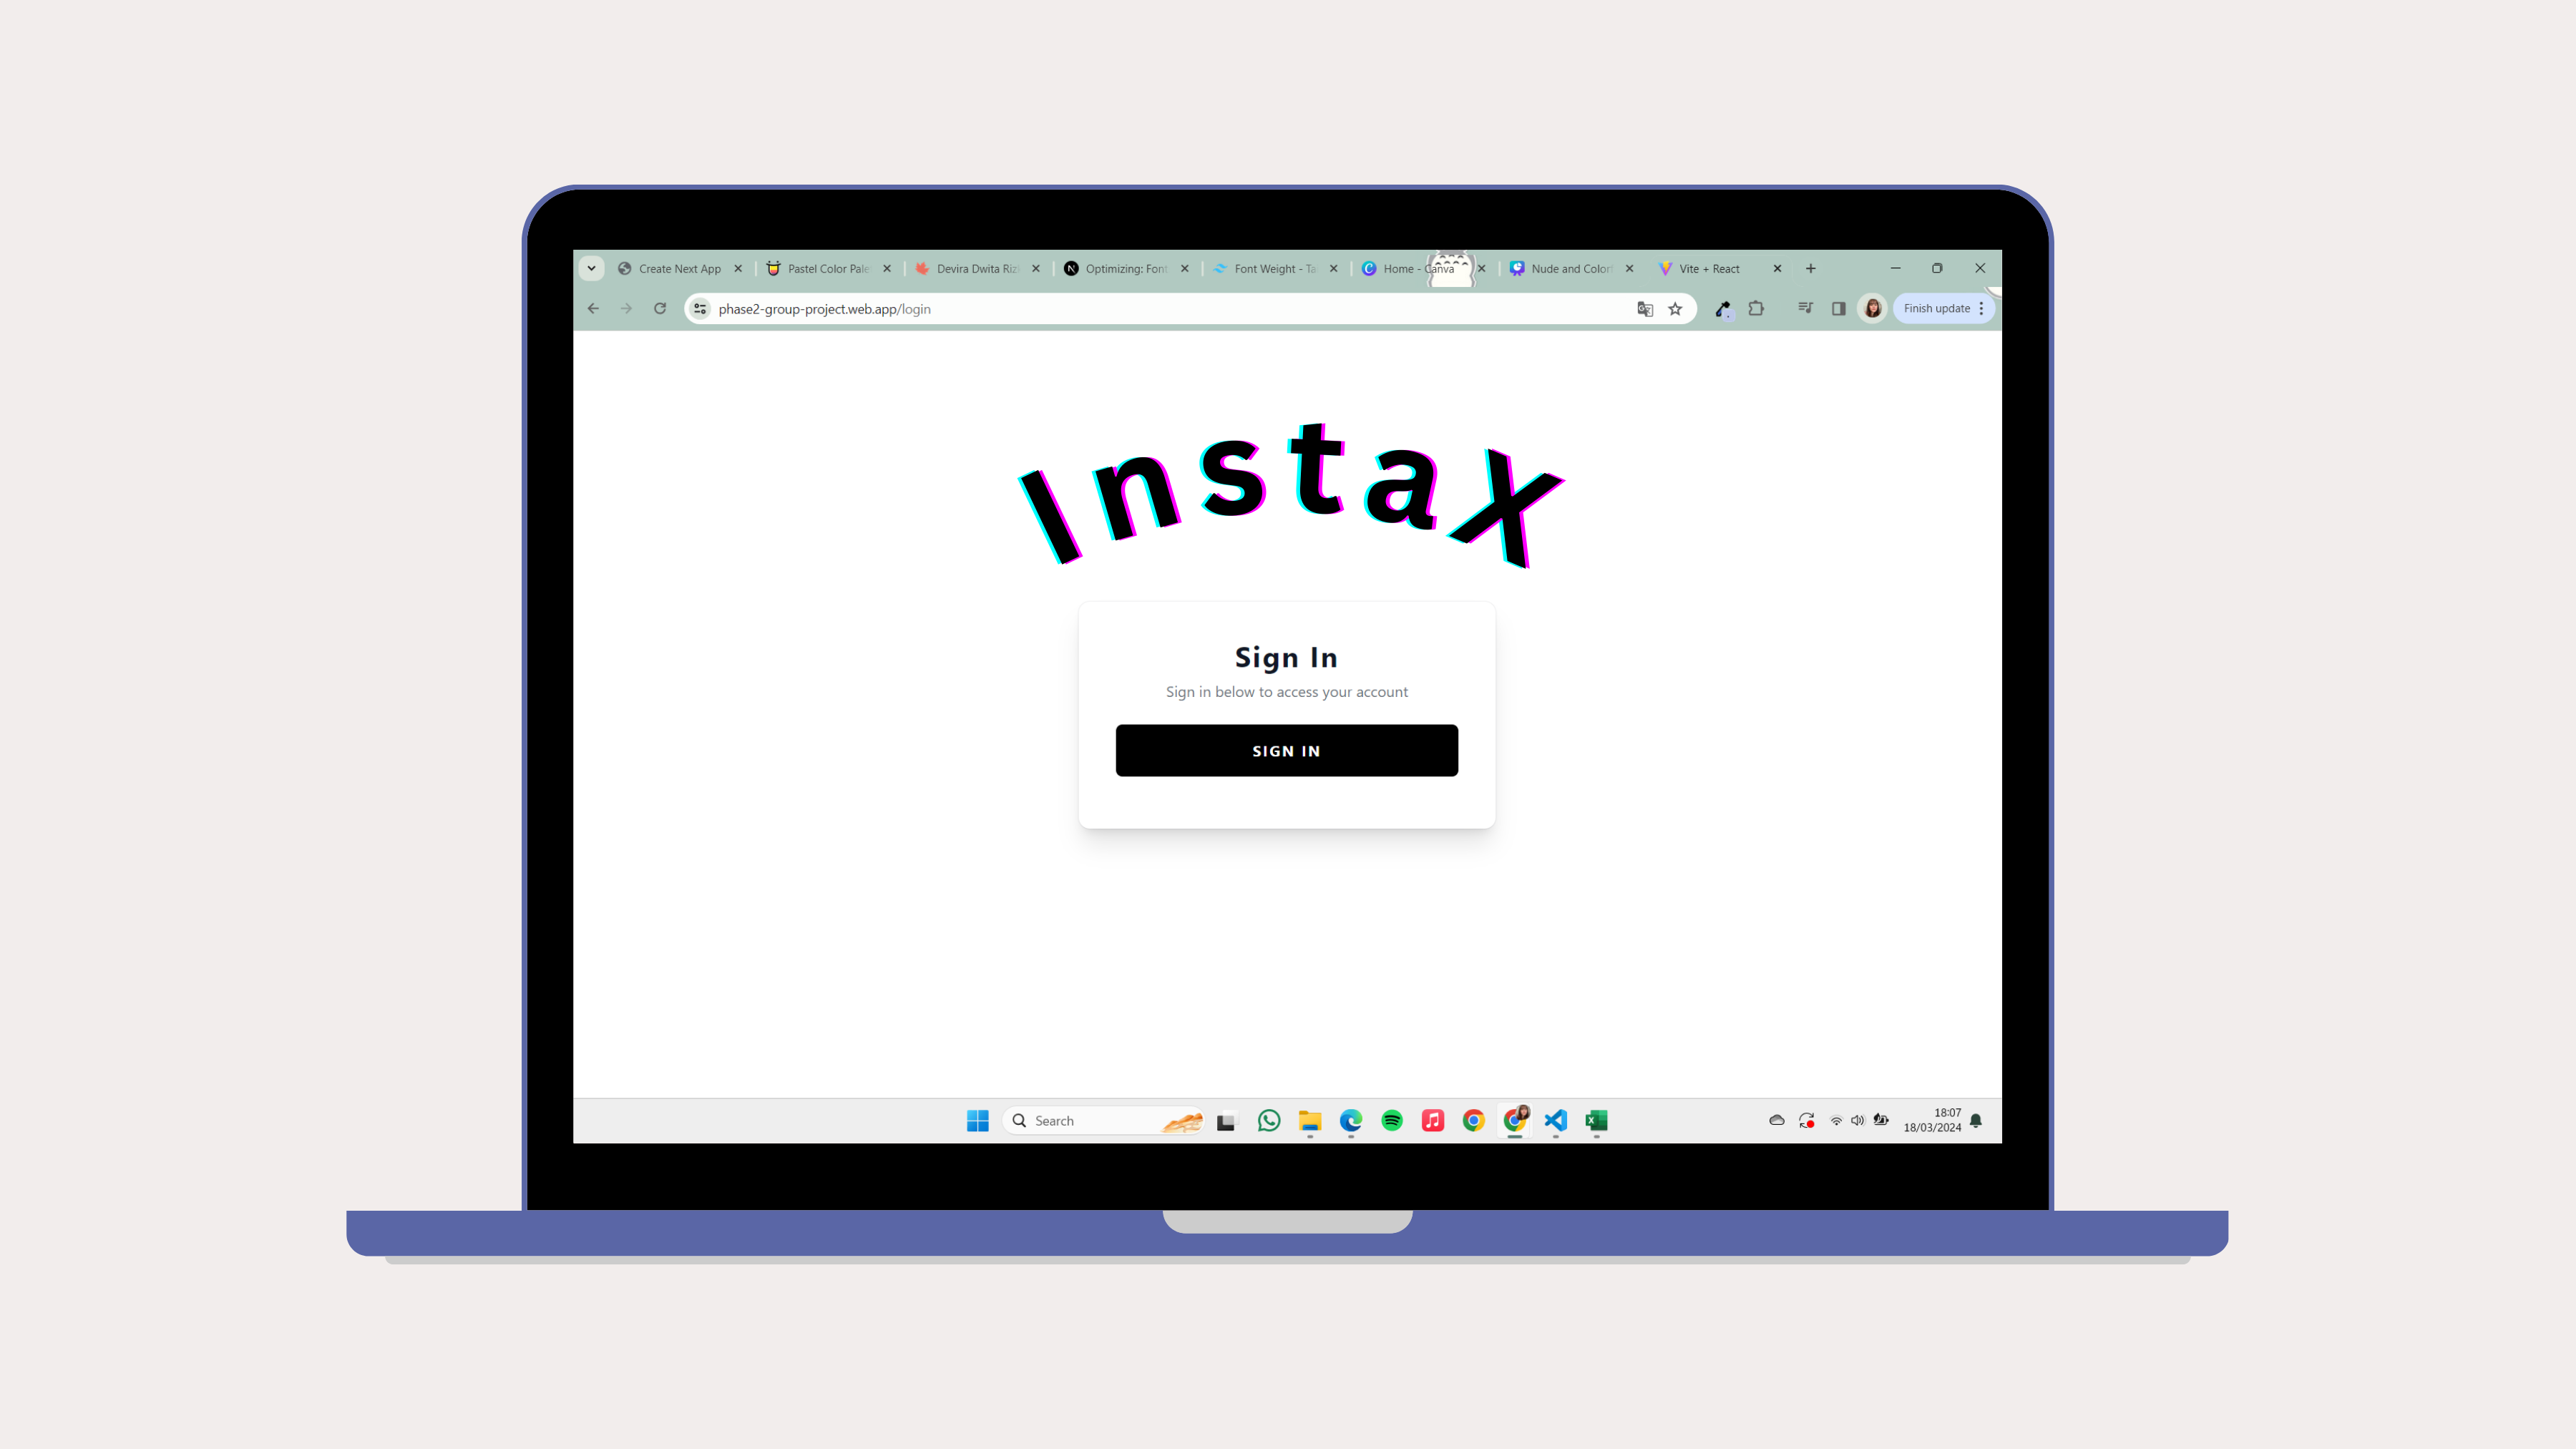 Create Next App
Pastel Color Pale
Devira Dwita Riz
Optimizing: Font
Font Weight - Ta
Home - Canva
Nude and Color
Vite + React
phase2-group-project.web.app/login
Finish update
InstaX
Sign In
Sign in below to access your account
SIGN IN
Search
18:07
18/03/2024